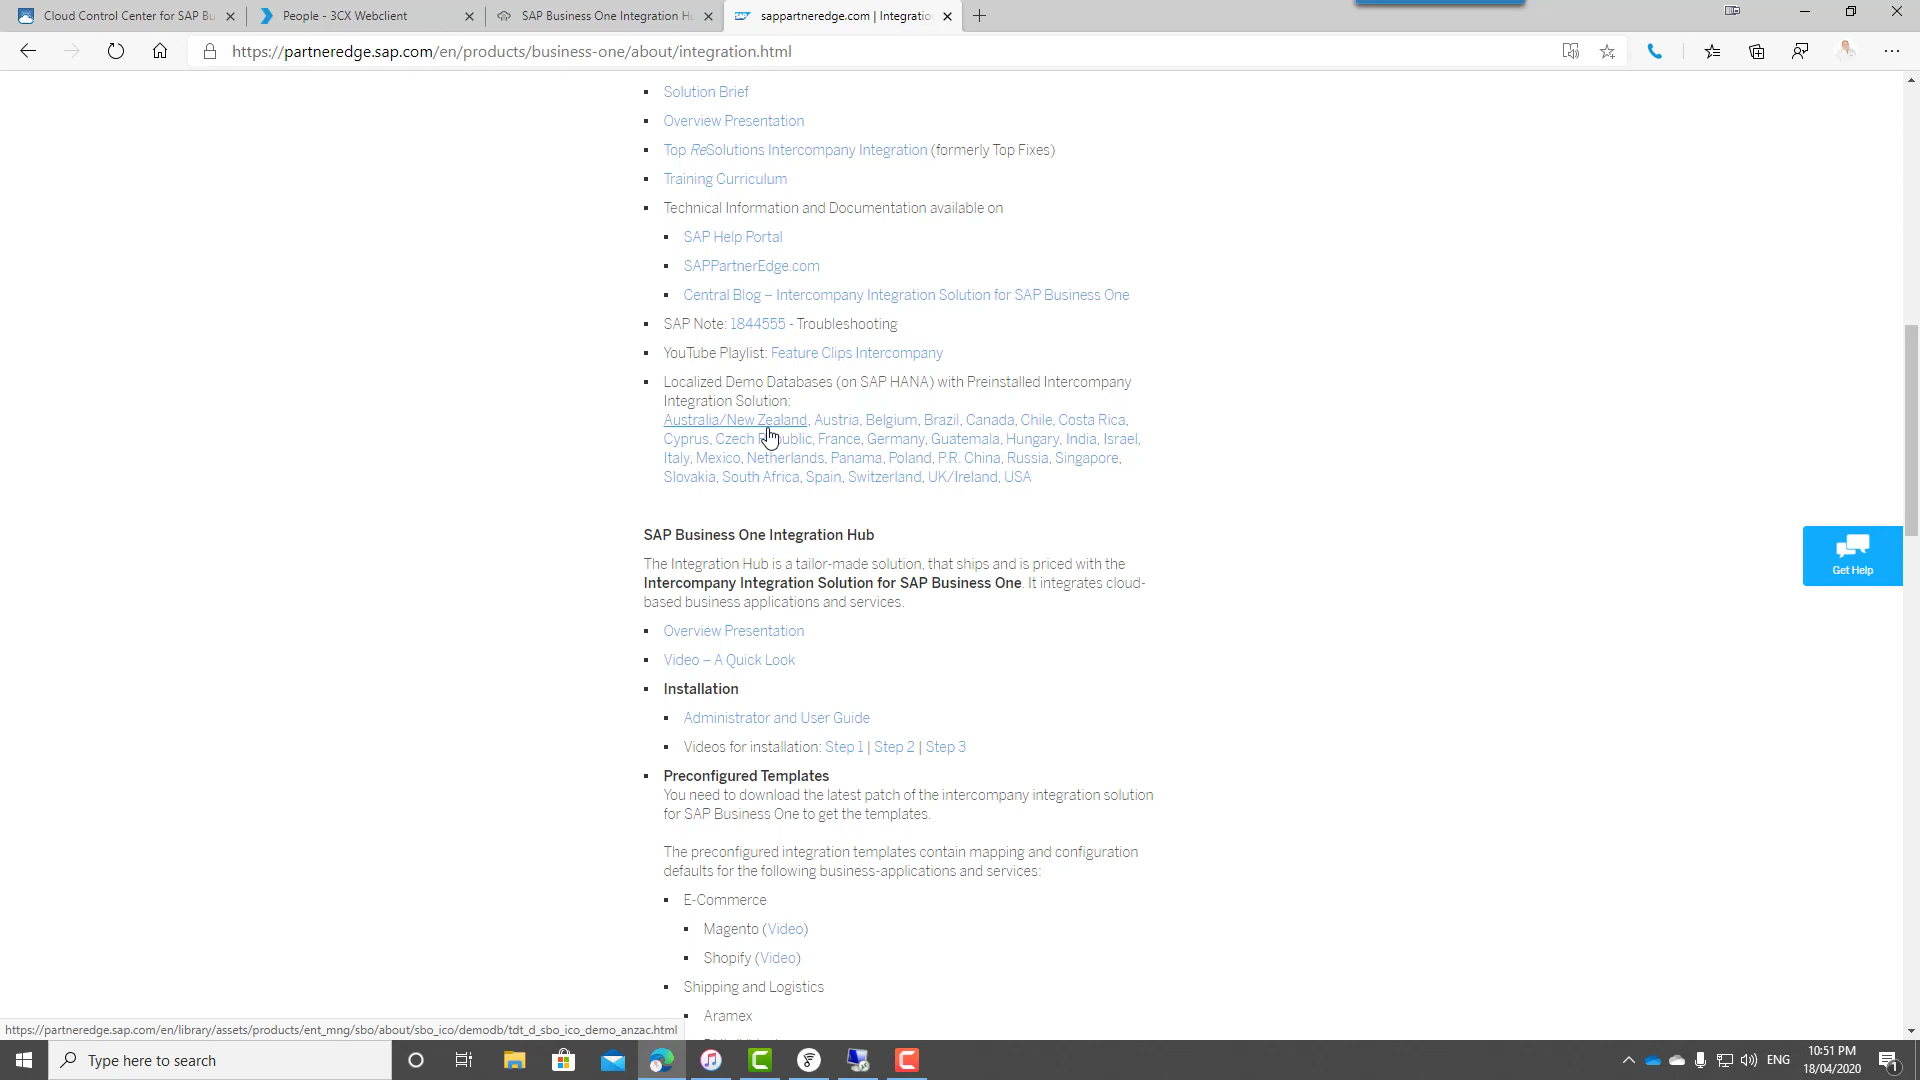 Cloud Control Center for SAP Bu
People - 3CX Webclient
SAP Business One Integration Hu
sappartneredge.com | Integratio
https://partneredge.sap.com/en/products/business-one/about/integration.html
Solution Brief
Overview Presentation
Top ReSolutions Intercompany Integration (formerly Top Fixes)
Training Curriculum
Technical Information and Documentation available on
SAP Help Portal
SAPPartnerEdge.com
Central Blog – Intercompany Integration Solution for SAP Business One
SAP Note: 1844555 - Troubleshooting
YouTube Playlist: Feature Clips Intercompany
Localized Demo Databases (on SAP HANA) with Preinstalled Intercompany
Integration Solution:
Australia/New Zealand, Austria, Belgium, Brazil, Canada, Chile, Costa Rica,
Cyprus, Czech Republic, France, Germany, Guatemala, Hungary, India, Israel,
Italy, Mexico, Netherlands, Panama, Poland, P.R. China, Russia, Singapore,
Slovakia, South Africa, Spain, Switzerland, UK/Ireland, USA
SAP Business One Integration Hub
The Integration Hub is a tailor-made solution, that ships and is priced with the
Intercompany Integration Solution for SAP Business One. It integrates cloud-
based business applications and services.
Overview Presentation
Video – A Quick Look
Installation
Administrator and User Guide
Videos for installation: Step 1 | Step 2 | Step 3
Preconfigured Templates
You need to download the latest patch of the intercompany integration solution
for SAP Business One to get the templates.
The preconfigured integration templates contain mapping and configuration
defaults for the following business-applications and services:
E-Commerce
Magento (Video)
Shopify (Video)
Shipping and Logistics
Aramex
Get Help
https://partneredge.sap.com/en/library/assets/products/ent_mng/sbo/about/sbo_ico/demodb/tdt_d_sbo_ico_demo_anzac.html
Type here to search
ENG
10:51 PM
18/04/2020
1